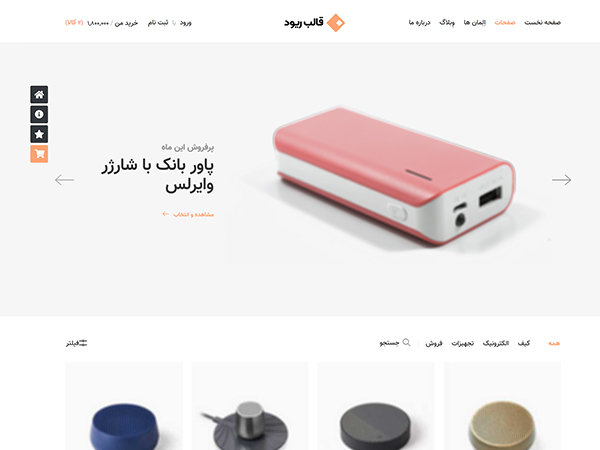 صفحه نخست صفحات المان ها وبلاگ درباره ما
قالب ریود
ورود یا ثبت نام خرید من / ۱,۸۰۰,۰۰۰ (۲ کالا)
پرفروش این ماه
پاور بانک با شارژر
وایرلس
مشاهده و انتخاب
همه کیف الکترونیک تجهیزات فروش جستجو فیلتر